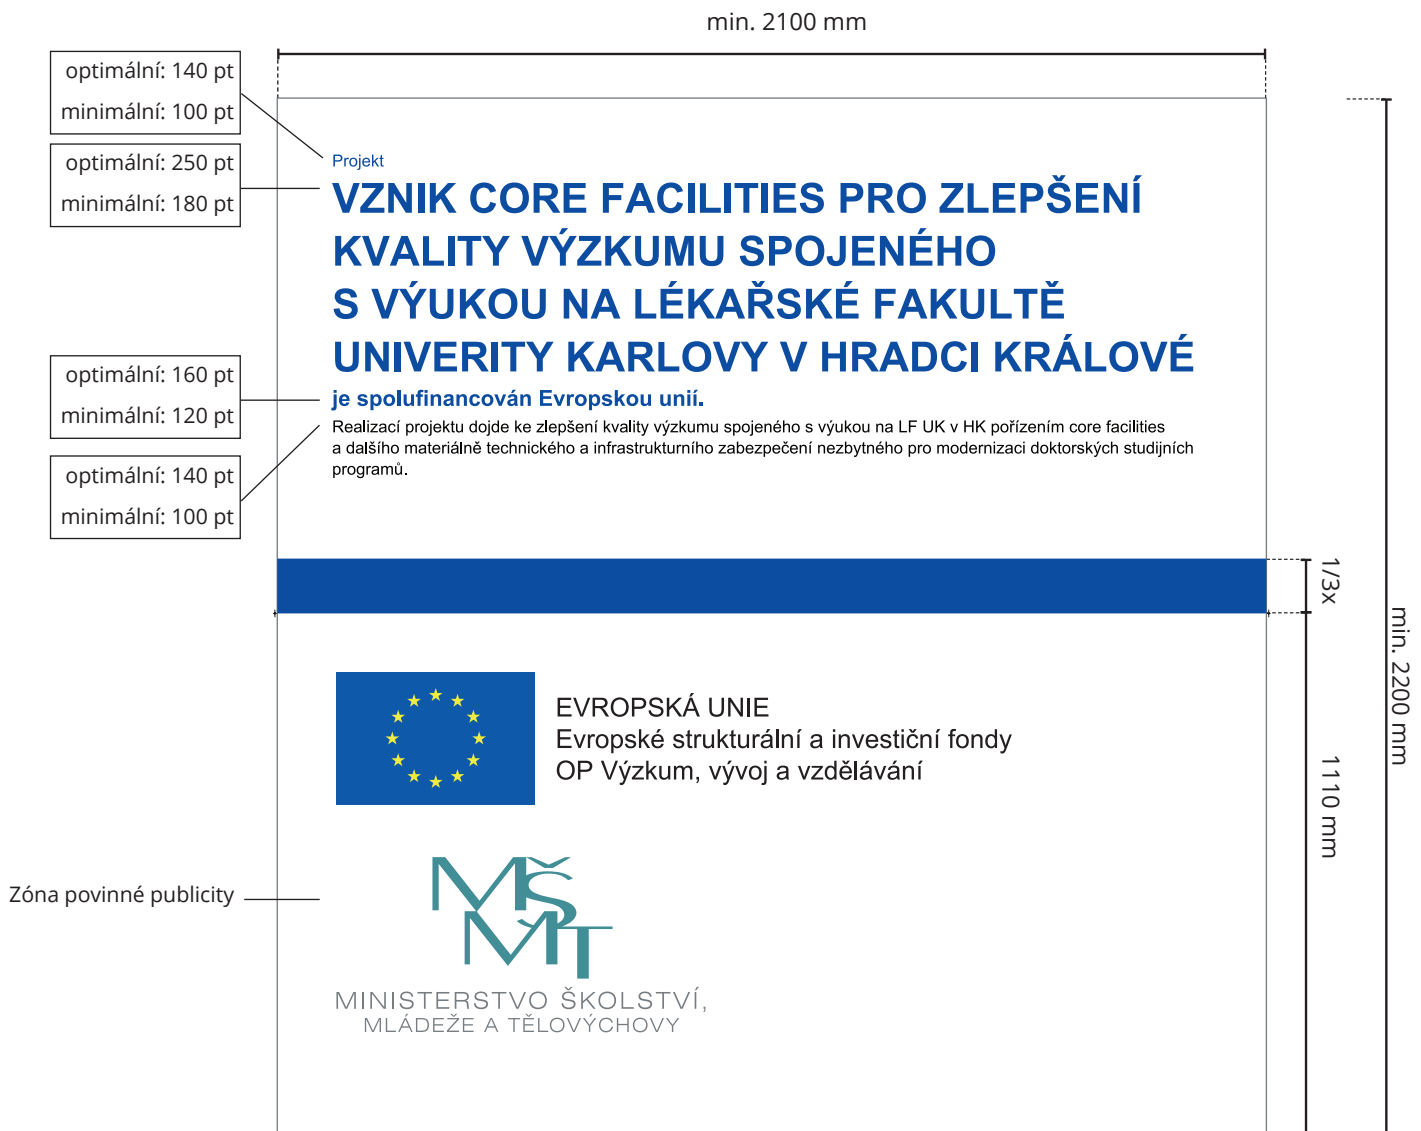 min. 2100 mm
optimální: 140 pt
minimální: 100 pt
optimální: 250 pt
minimální: 180 pt
Projekt
VZNIK CORE FACILITIES PRO ZLEPŠENÍ
KVALITY VÝZKUMU SPOJENÉHO
S VÝUKOU NA LÉKAŘSKÉ FAKULTĚ
UNIVERITY KARLOVY V HRADCI KRÁLOVÉ
optimální: 160 pt
minimální: 120 pt
je spolufinancován Evropskou unií.
Realizací projektu dojde ke zlepšení kvality výzkumu spojeného s výukou na LF UK v HK pořízením core facilities
a dalšího materiálně technického a infrastrukturního zabezpečení nezbytného pro modernizaci doktorských studijních
programů.
optimální: 140 pt
minimální: 100 pt
1/3x
min. 2200 mm
EVROPSKÁ UNIE
Evropské strukturální a investiční fondy
OP Výzkum, vývoj a vzdělávání
1110 mm
Zóna povinné publicity
MŠ
MT
MINISTERSTVO ŠKOLSTVÍ,
MLÁDEŽE A TĚLOVÝCHOVY